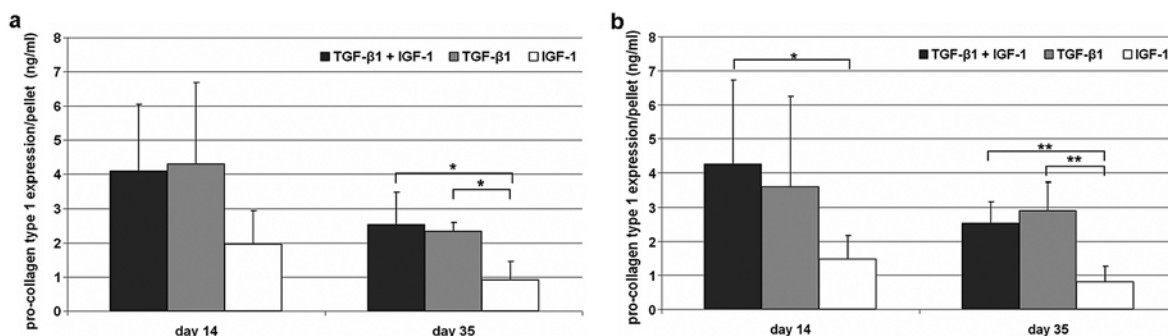 a
pro-collagen type 1 expression/pellet (ng/ml)
8
7
6
5
4
3
2
1
0
TGF-β1 + IGF-1 TGF-β1 IGF-1
*
*
day 14 day 35
b
pro-collagen type 1 expression/pellet (ng/ml)
8
7
6
5
4
3
2
1
0
TGF-β1 + IGF-1 TGF-β1 IGF-1
*
**
**
day 14 day 35